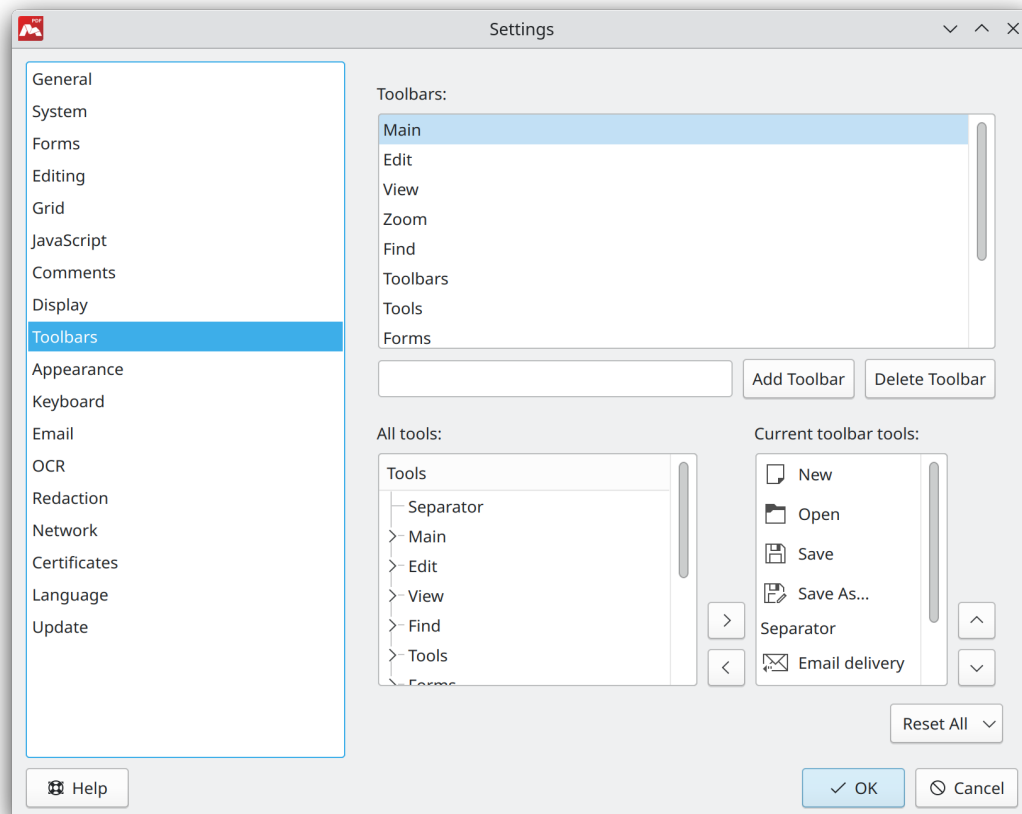 PDF
Settings
General
System
Forms
Editing
Grid
JavaScript
Comments
Display
Toolbars
Appearance
Keyboard
Email
OCR
Redaction
Network
Certificates
Language
Update
Toolbars:
Main
Edit
View
Zoom
Find
Toolbars
Tools
Forms
Add Toolbar
Delete Toolbar
All tools:
Tools
Separator
Main
Edit
View
Find
Tools
Forms
Current toolbar tools:
New
Open
Save
Save As...
Separator
Email delivery
Reset All
Help
OK
Cancel